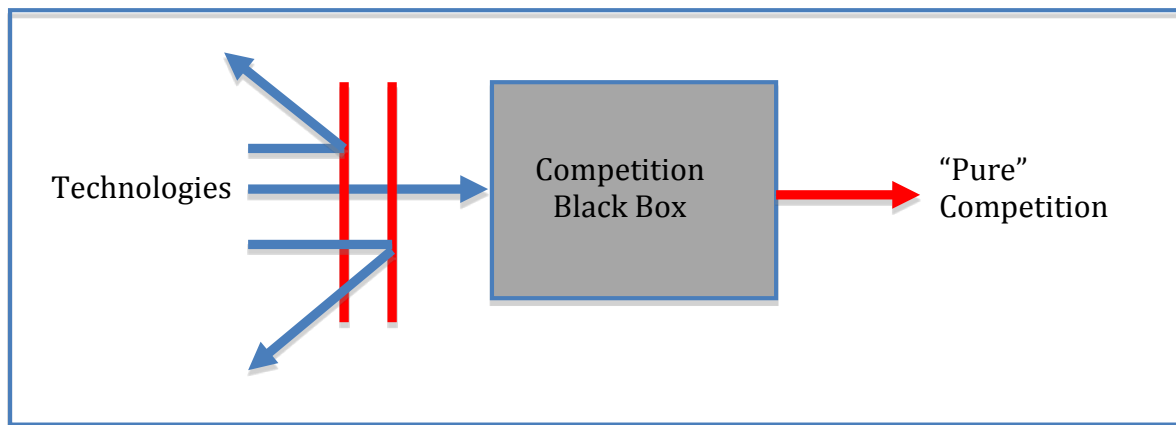 Technologies
Competition
Black Box
“Pure”
Competition